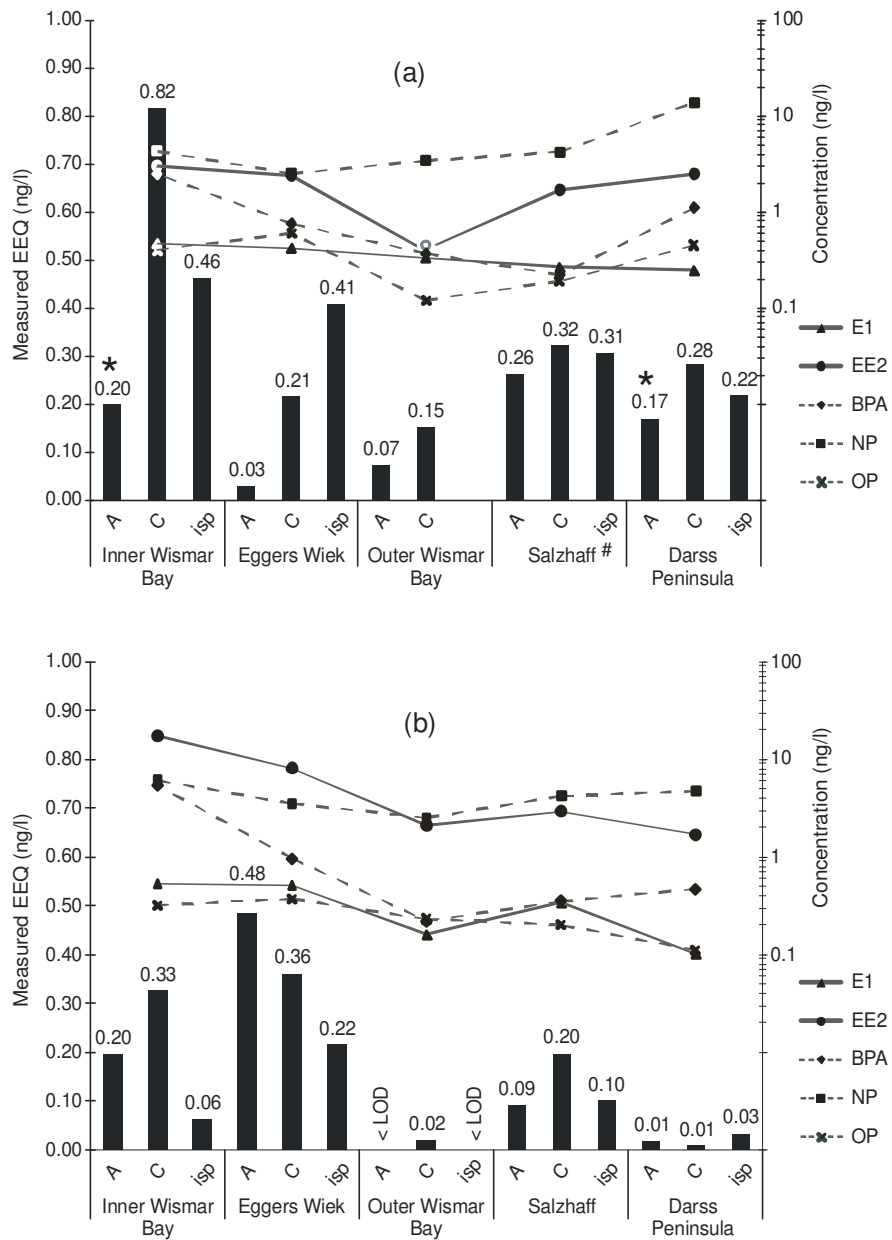 1.00
0.90
0.80
0.70
0.60
0.50
0.40
0.30
0.20
0.10
0.00
Measured EEQ (ng/l)
(a)
100
10
1
0.1
Concentration (ng/l)
*
0.20
0.82
0.46
0.03
0.21
0.41
0.07
0.15
0.26
0.32
0.31
*
0.17
0.28
0.22
A C isp A C isp A C A C isp A C isp
Inner Wismar
Bay
Eggers Wiek
Outer Wismar
Bay
Salzhaff #
Darss
Peninsula
E1
EE2
BPA
NP
OP
1.00
0.90
0.80
0.70
0.60
0.50
0.40
0.30
0.20
0.10
0.00
Measured EEQ (ng/l)
(b)
100
10
1
0.1
Concentration (ng/l)
0.20
0.33
0.06
0.48
0.36
0.22
< LOD
0.02
< LOD
0.09
0.20
0.10
0.01
0.01
0.03
A C isp A C isp A C isp A C isp A C isp
Inner Wismar
Bay
Eggers Wiek
Outer Wismar
Bay
Salzhaff
Darss
Peninsula
E1
EE2
BPA
NP
OP